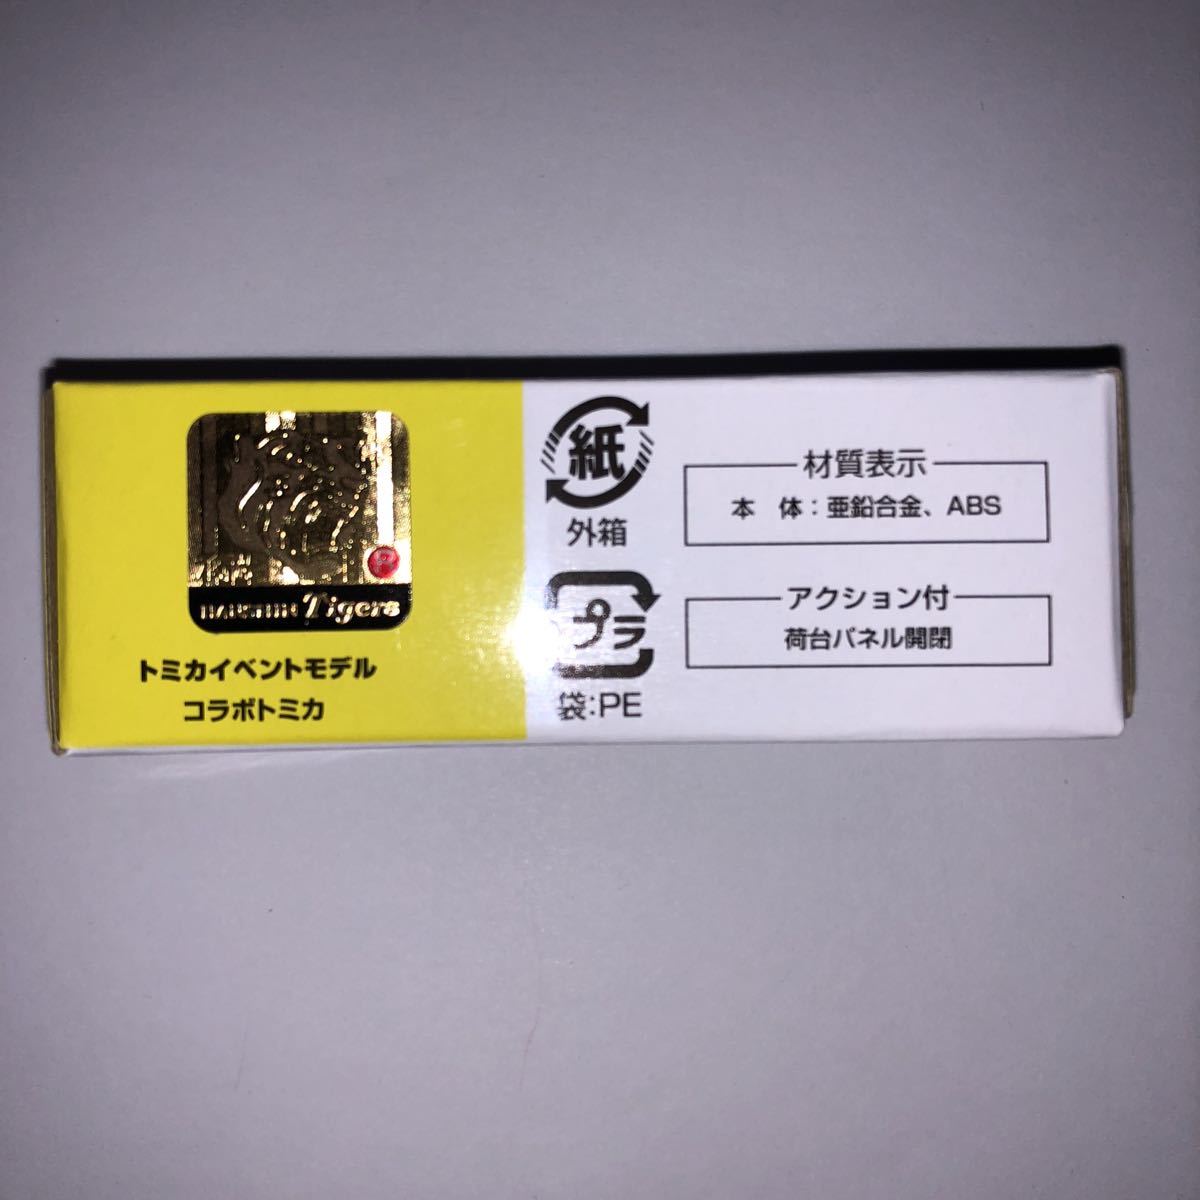 HANSHIN Tigers
トミカイベントモデル
コラボトミカ
紙
外箱
プラ
袋:PE
材質表示
本 体：亜鉛合金、ABS
アクション付
荷台パネル開閉